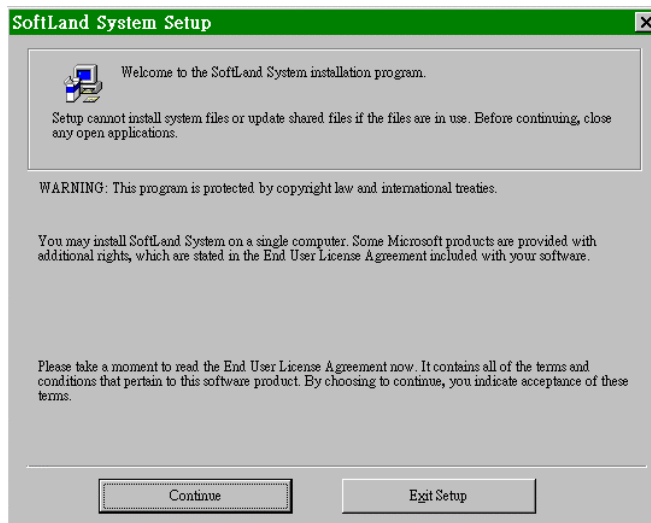 SoftLand System Setup
Welcome to the SoftLand System installation program.
Setup cannot install system files or update shared files if the files are in use. Before continuing, close
any open applications.
WARNING: This program is protected by copyright law and international treaties.
You may install SoftLand System on a single computer. Some Microsoft products are provided with
additional rights, which are stated in the End User License Agreement included with your software.
Please take a moment to read the End User License Agreement now. It contains all of the terms and
conditions that pertain to this software product. By choosing to continue, you indicate acceptance of these
terms.
Continue
Exit Setup